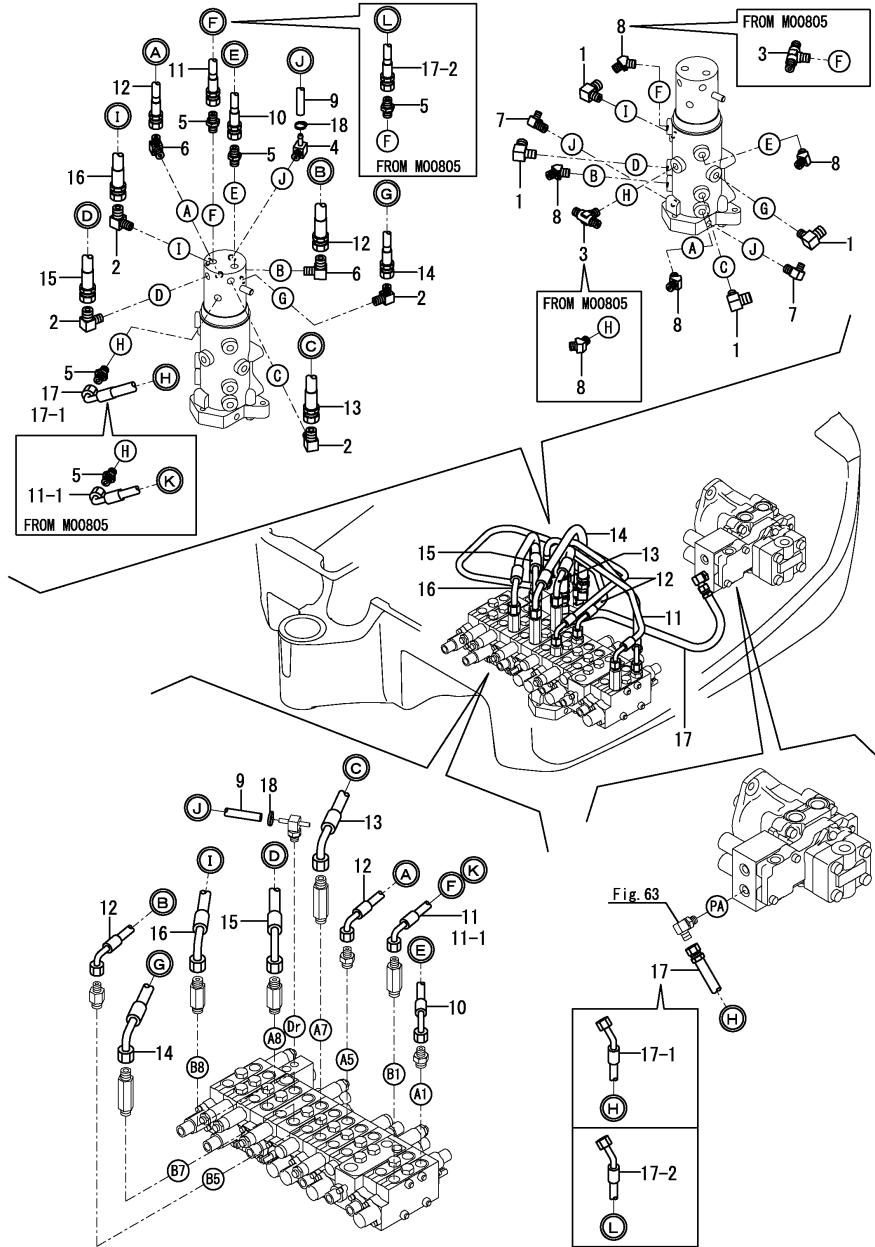 F
L
FROM M00805
8
8
A
11
E
J
17-2
3
F
12
1
10
9
5
I
F
I
5
18
7
J
E
6
5
4
F
FROM M00805
D
8
16
E
J
B
1
B
H
G
A
F
G
8
1
D
2
I
12
3
A
J
15
B
6
14
C
7
D
G
2
FROM M00805
8
1
2
H
H
C
C
5
H
8
17
17-1
13
H
2
5
K
11-1
FROM M00805
14
15
13
16
12
11
17
C
9
18
J
13
I
D
12
A
F
K
B
12
15
11
11-1
Fig. 63
PA
16
E
G
17
10
H
14
Dr
A7
A8
A5
B8
B1
A1
17-1
H
B7
B5
17-2
L